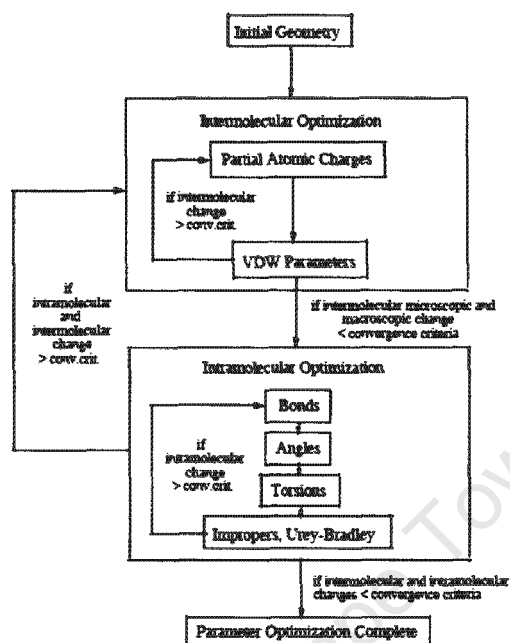 Initial Geometry
Intermolecular Optimization
Partial Atomic Charges
if intermolecular
change
> conv.crit.
VDW Parameters
if
intramolecular
and
intermolecular
change
> conv.crit.
if intermolecular microscopic and
macroscopic change
< convergence criteria
Intramolecular Optimization
Bonds
if
intramolecular
change
> conv.crit.
Angles
Torsions
Impropers, Urey-Bradley
if intermolecular and intramolecular
changes < convergence criteria
Parameter Optimization Complete